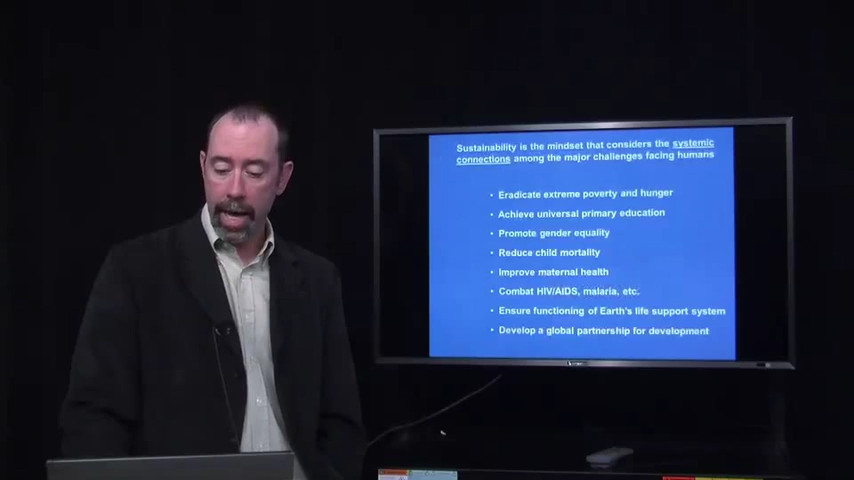 Sustainability is the mindset that considers the systemic
connections among the major challenges facing humans
• Eradicate extreme poverty and hunger
• Achieve universal primary education
• Promote gender equality
• Reduce child mortality
• Improve maternal health
• Combat HIV/AIDS, malaria, etc.
• Ensure functioning of Earth's life support system
• Develop a global partnership for development